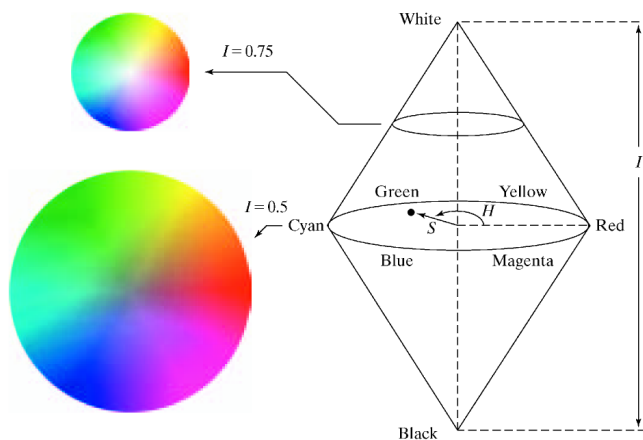 White
I = 0.75
I
Green Yellow
H
I = 0.5
Cyan
S
Red
Blue Magenta
Black